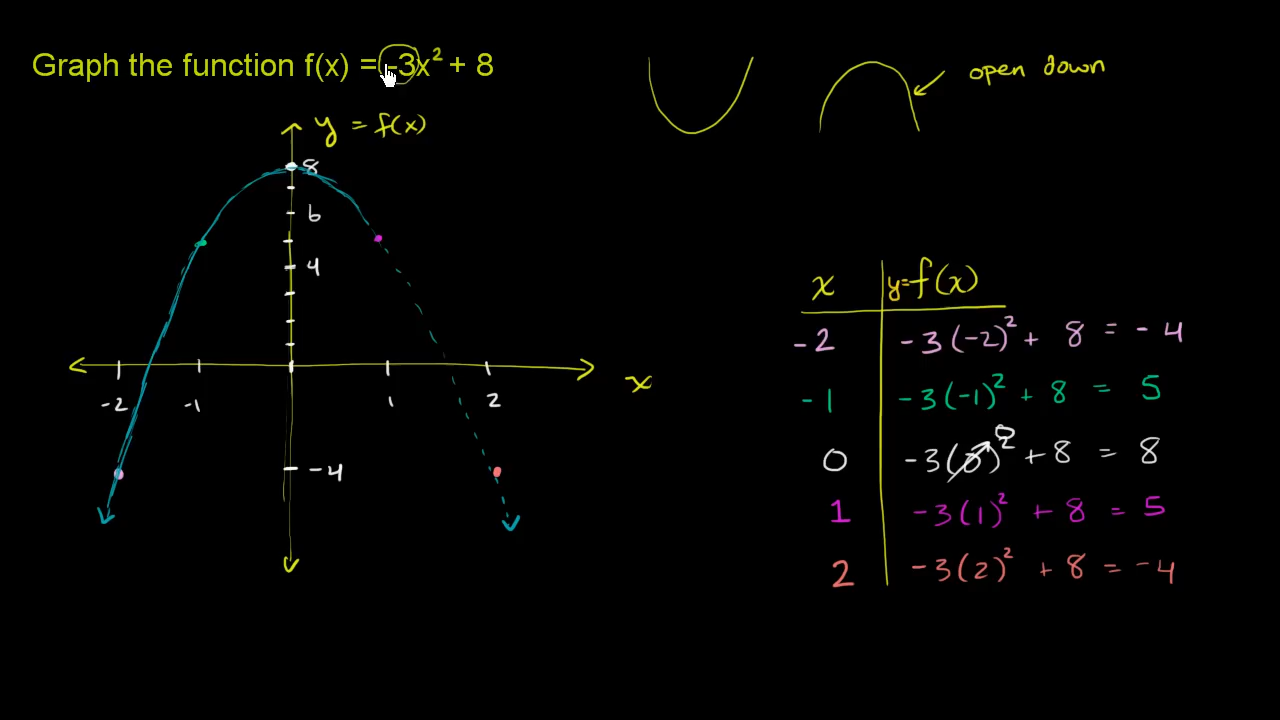 Graph the function f(x) = -3x² + 8
open down
y = f(x)
8
6
4
-2 -1 1 2
x
-4
x y=f(x)
-2 -3(-2)² + 8 = -4
-1 -3(-1)² + 8 = 5
0 -3(0)² + 8 = 8
0
1 -3(1)² + 8 = 5
2 -3(2)² + 8 = -4